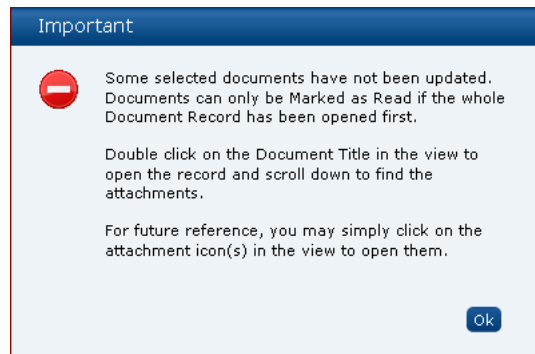 Important
Some selected documents have not been updated.
Documents can only be Marked as Read if the whole
Document Record has been opened first.
Double click on the Document Title in the view to
open the record and scroll down to find the
attachments.
For future reference, you may simply click on the
attachment icon(s) in the view to open them.
Ok